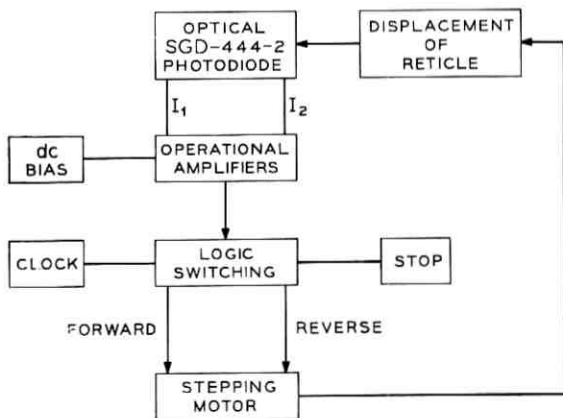 OPTICAL
SGD-444-2
PHOTODIODE
DISPLACEMENT
OF
RETICLE
I1
I2
dc
BIAS
OPERATIONAL
AMPLIFIERS
CLOCK
LOGIC
SWITCHING
STOP
FORWARD
REVERSE
STEPPING
MOTOR